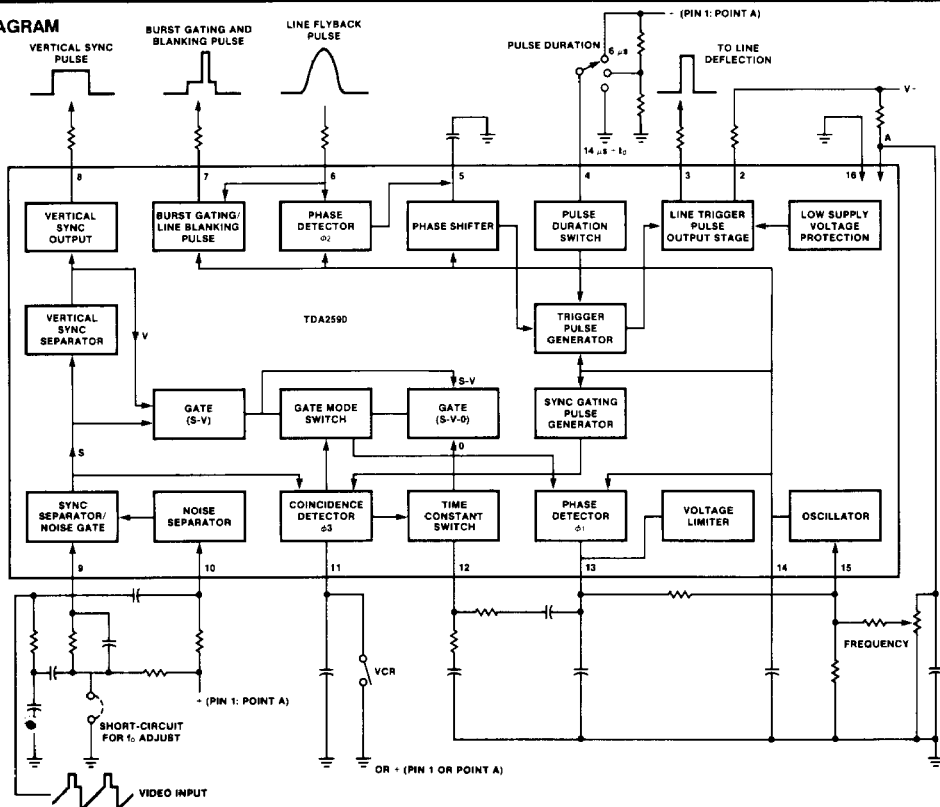 AGRAM
VERTICAL SYNC
PULSE
BURST GATING AND
BLANKING PULSE
LINE FLYBACK
PULSE
PULSE DURATION
6 μs
- (PIN 1: POINT A)
TO LINE
DEFLECTION
V-
A
14 μs - t₀
8
7
6
5
4
3
2
16
VERTICAL
SYNC
OUTPUT
BURST GATING/
LINE BLANKING
PULSE
PHASE
DETECTOR
φ2
PHASE SHIFTER
PULSE
DURATION
SWITCH
LINE TRIGGER
PULSE
OUTPUT STAGE
LOW SUPPLY
VOLTAGE
PROTECTION
VERTICAL
SYNC
SEPARATOR
V
TDA2590
TRIGGER
PULSE
GENERATOR
S-V
GATE
(S-V)
GATE MODE
SWITCH
GATE
(S-V-0)
SYNC GATING
PULSE
GENERATOR
S
0
SYNC
SEPARATOR/
NOISE GATE
NOISE
SEPARATOR
COINCIDENCE
DETECTOR
φ3
TIME
CONSTANT
SWITCH
PHASE
DETECTOR
φ1
VOLTAGE
LIMITER
OSCILLATOR
9
10
11
12
13
14
15
FREQUENCY
VCR
+ (PIN 1: POINT A)
SHORT-CIRCUIT
FOR f₀ ADJUST
OR + (PIN 1 OR POINT A)
VIDEO INPUT